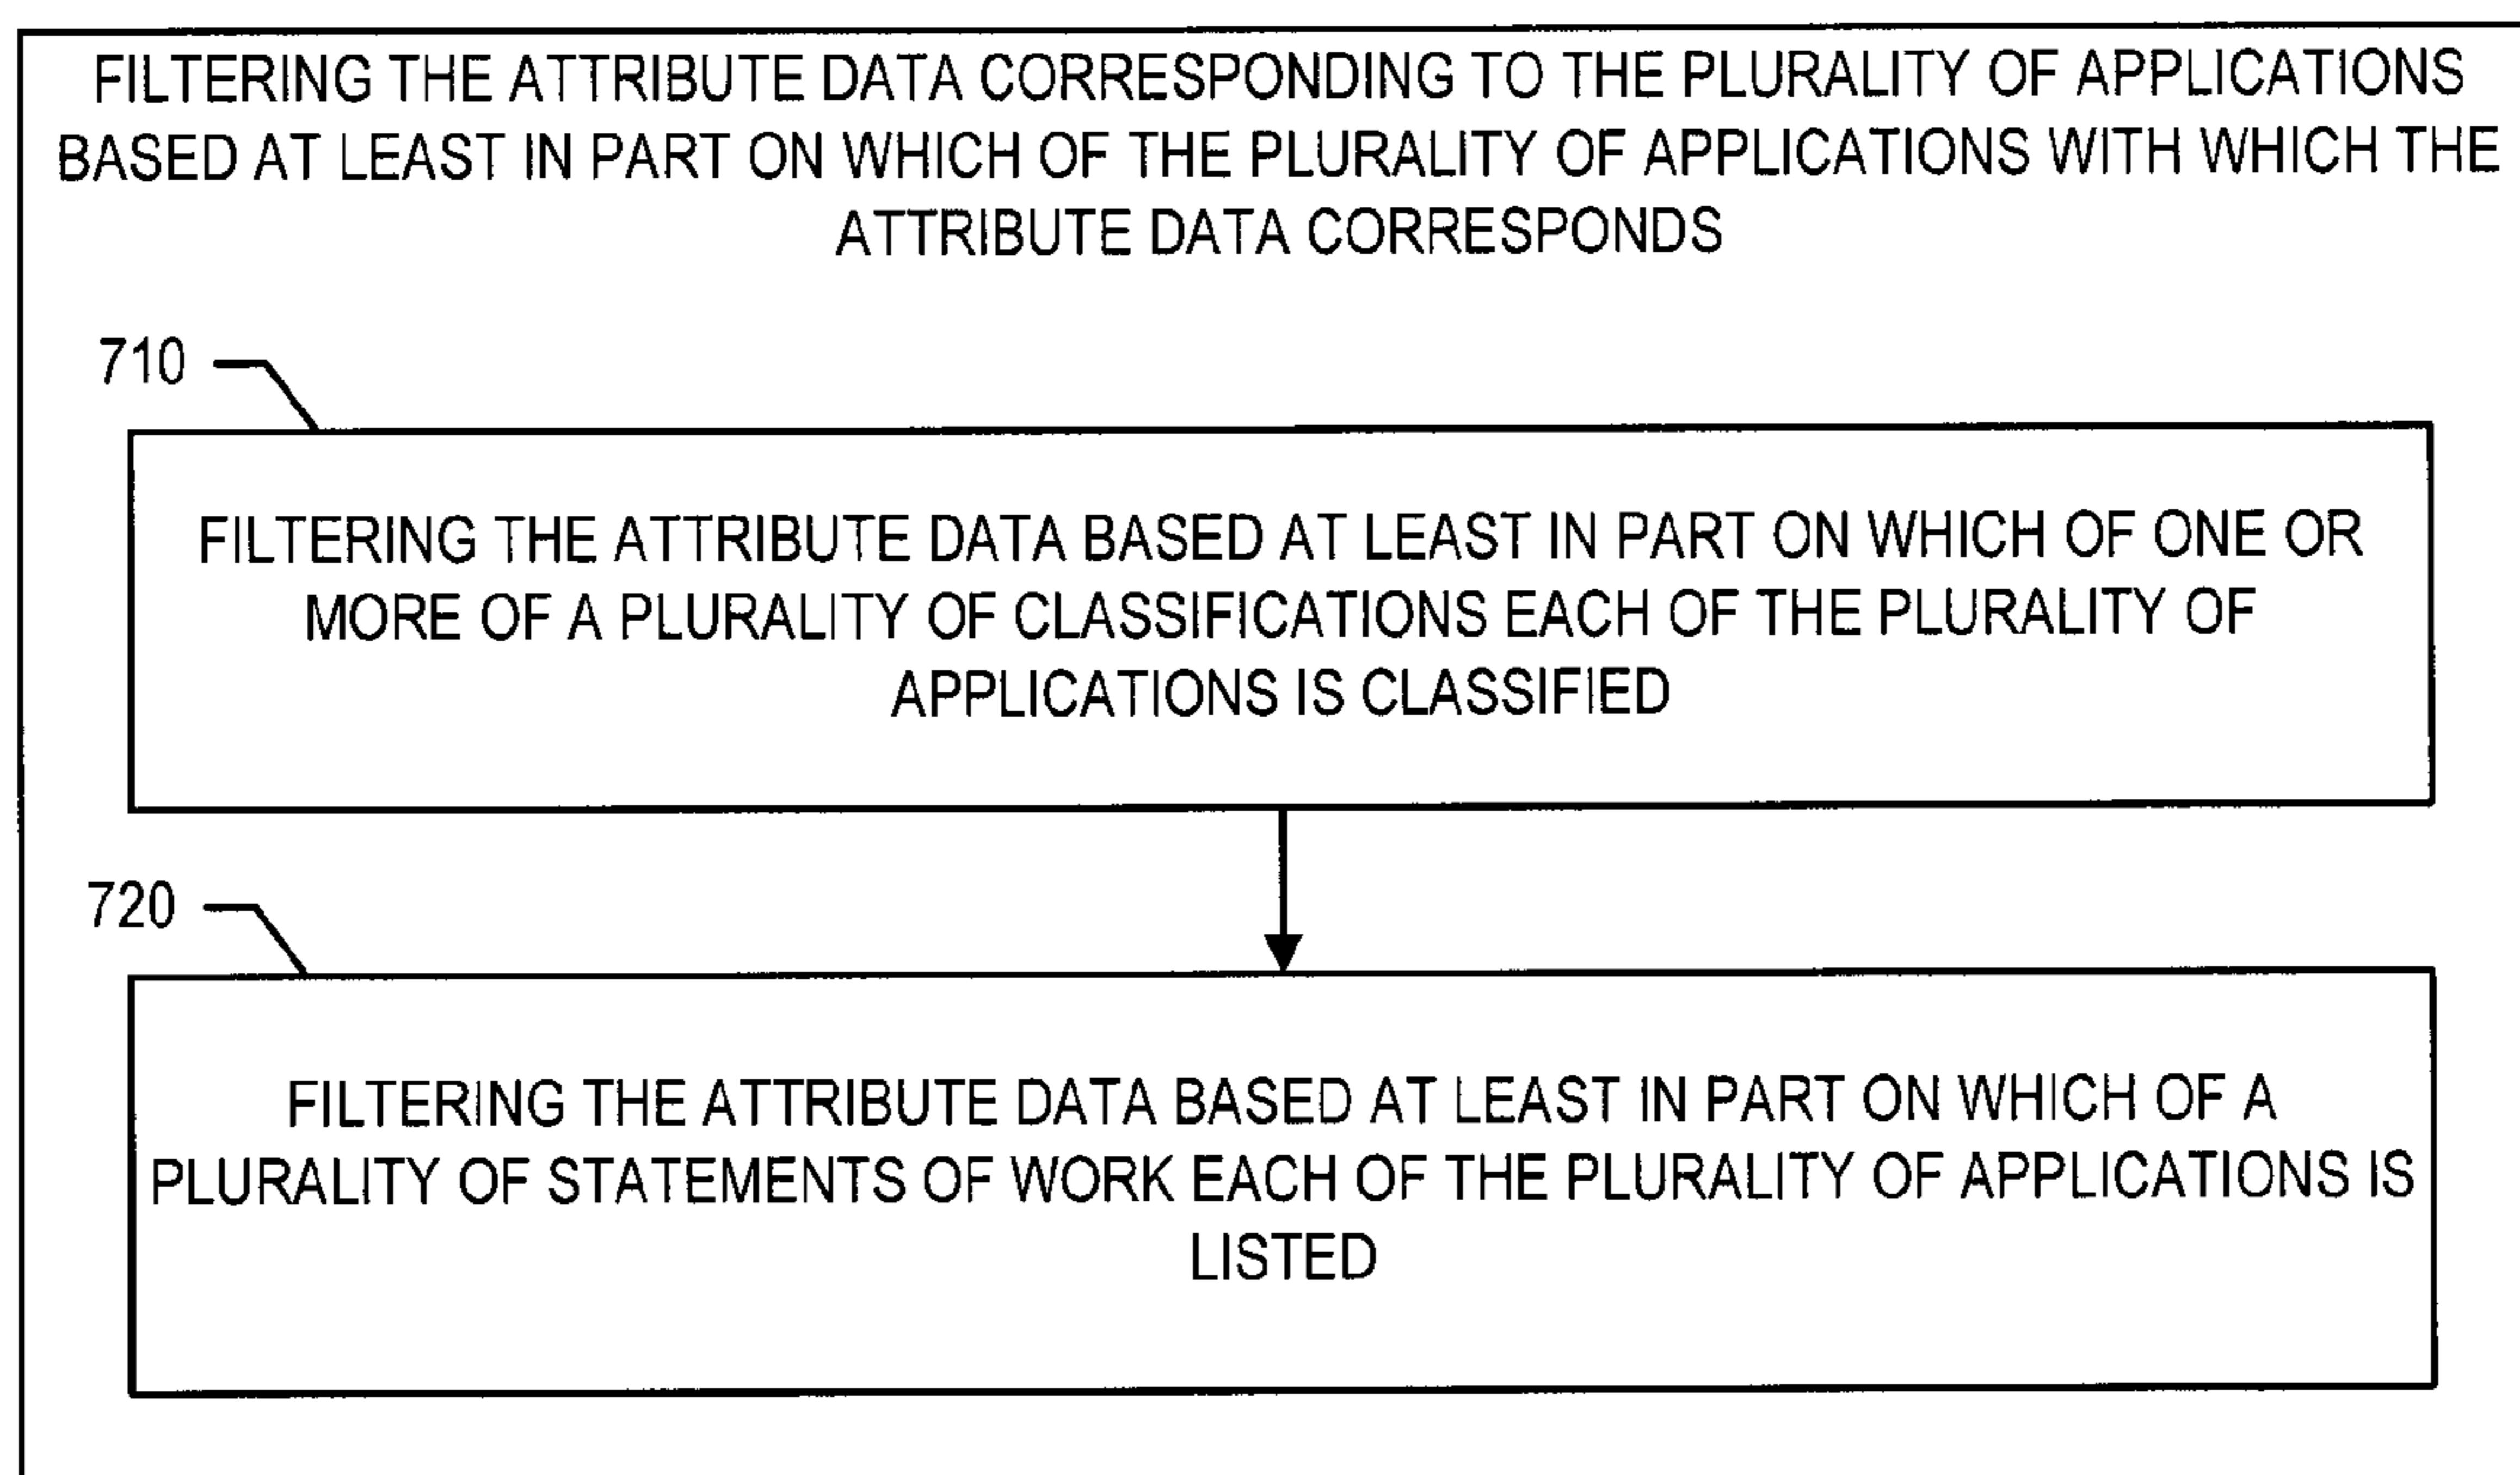 FILTERING THE ATTRIBUTE DATA CORRESPONDING TO THE PLURALITY OF APPLICATIONS
BASED AT LEAST IN PART ON WHICH OF THE PLURALITY OF APPLICATIONS WITH WHICH THE
ATTRIBUTE DATA CORRESPONDS
710
FILTERING THE ATTRIBUTE DATA BASED AT LEAST IN PART ON WHICH OF ONE OR
MORE OF A PLURALITY OF CLASSIFICATIONS EACH OF THE PLURALITY OF
APPLICATIONS IS CLASSIFIED
720
FILTERING THE ATTRIBUTE DATA BASED AT LEAST IN PART ON WHICH OF A
PLURALITY OF STATEMENTS OF WORK EACH OF THE PLURALITY OF APPLICATIONS IS
LISTED